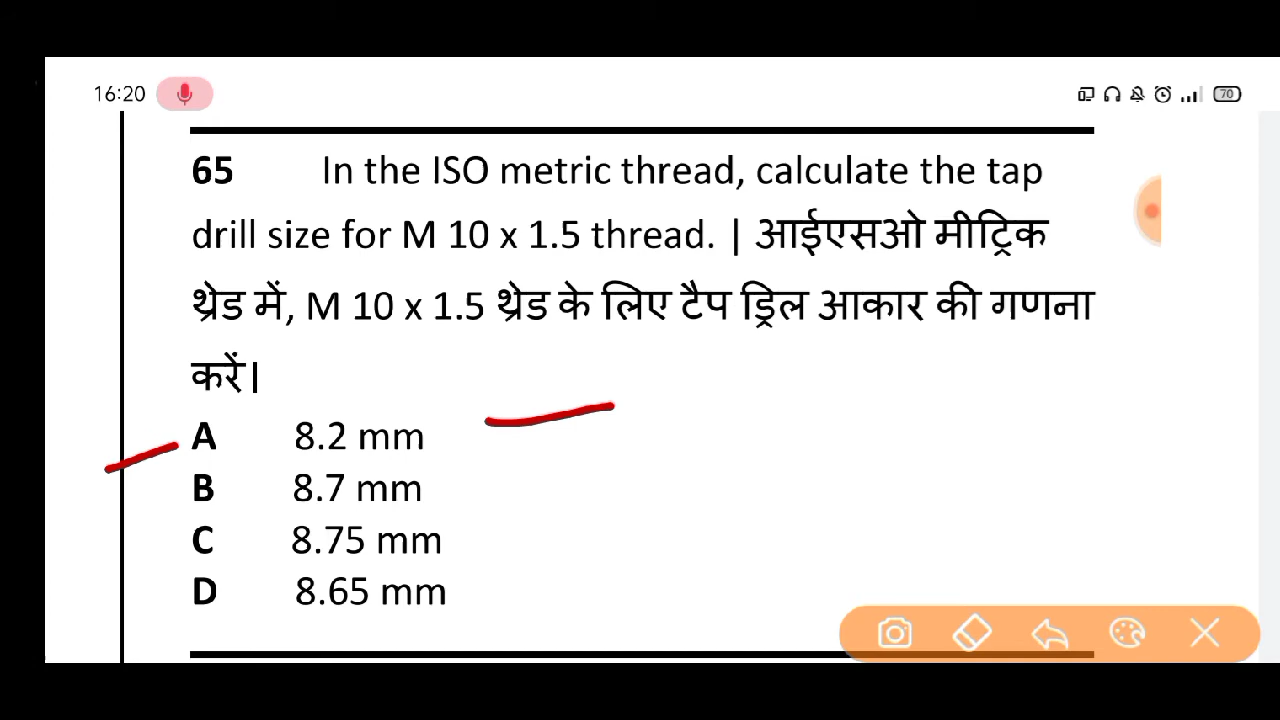 16:20 70
65 In the ISO metric thread, calculate the tap
drill size for M 10 x 1.5 thread. | आईएसओ मीट्रिक
थ्रेड में, M 10 x 1.5 थ्रेड के लिए टैप ड्रिल आकार की गणना
करें।
A 8.2 mm
B 8.7 mm
C 8.75 mm
D 8.65 mm